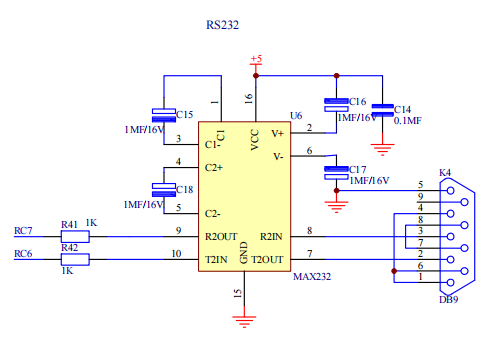 RS232
+5
C15
1MF/16V
1
C1
16
VCC
U6
C16
1MF/16V
C14
0.1MF
V+
2
3
C1-
V-
6
4
C2+
C17
1MF/16V
K4
C18
1MF/16V
5
C2-
5
9
4
8
3
7
2
6
1
RC7
R41
1K
9
R2OUT
R2IN
8
RC6
R42
1K
10
T2IN
GND
T2OUT
7
15
MAX232
DB9